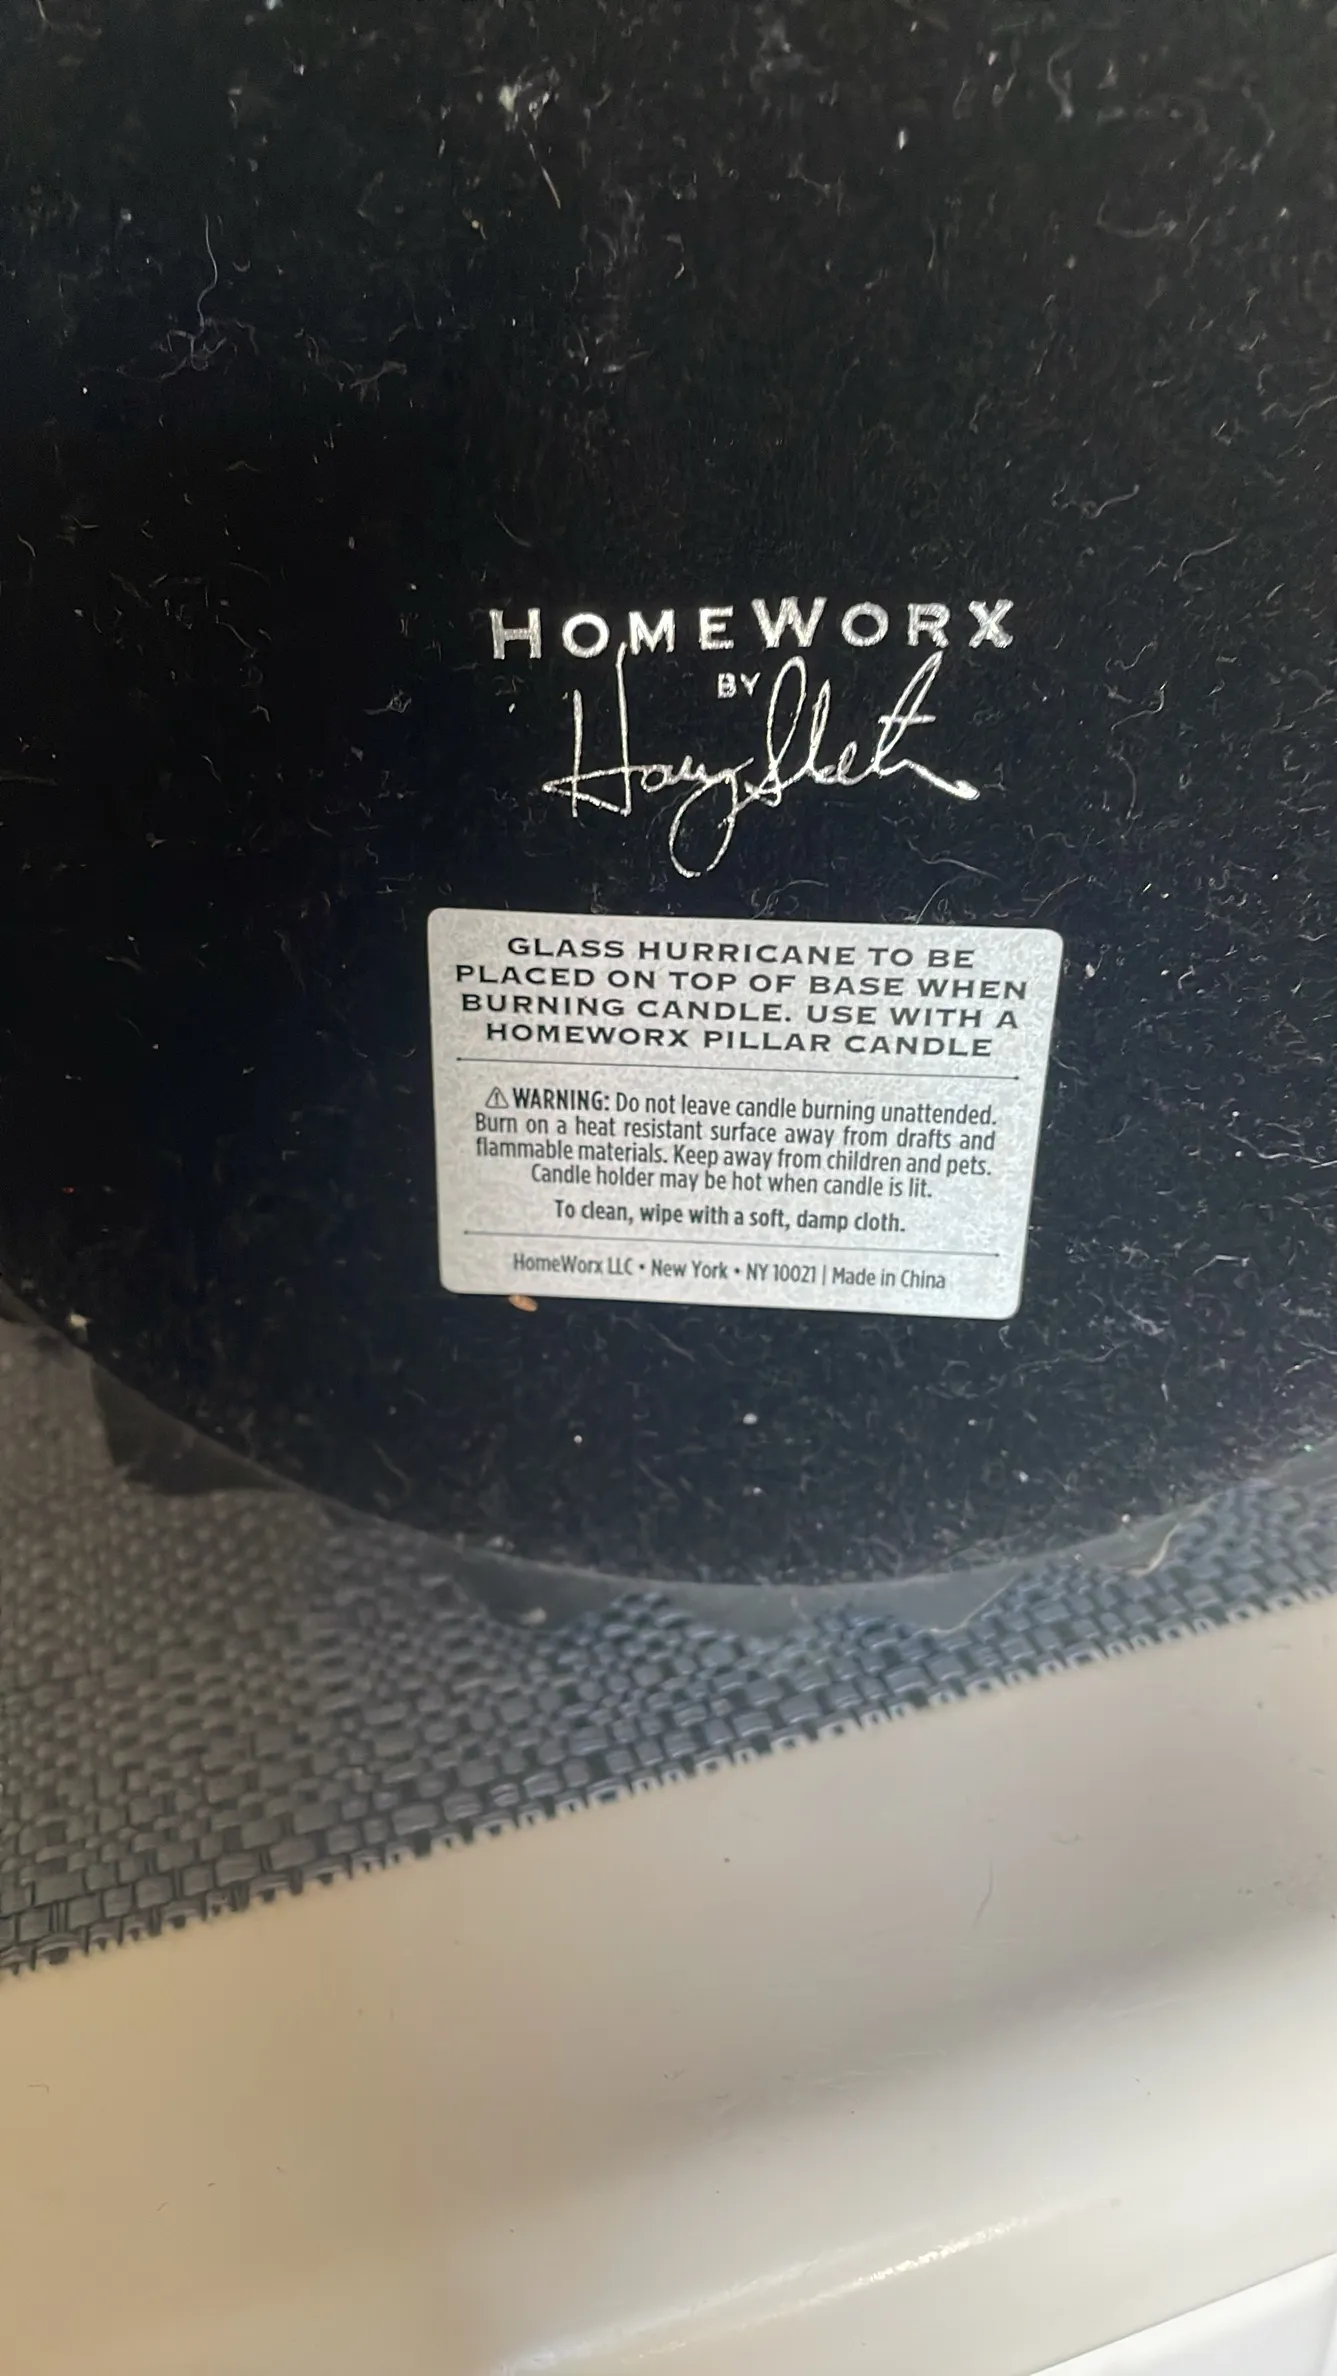 HOMEWORX
BY
Harry Slatkin
GLASS HURRICANE TO BE
PLACED ON TOP OF BASE WHEN
BURNING CANDLE. USE WITH A
HOMEWORX PILLAR CANDLE
⚠ WARNING: Do not leave candle burning unattended.
Burn on a heat resistant surface away from drafts and
flammable materials. Keep away from children and pets.
Candle holder may be hot when candle is lit.
To clean, wipe with a soft, damp cloth.
HomeWorx LLC • New York • NY 10021 | Made in China